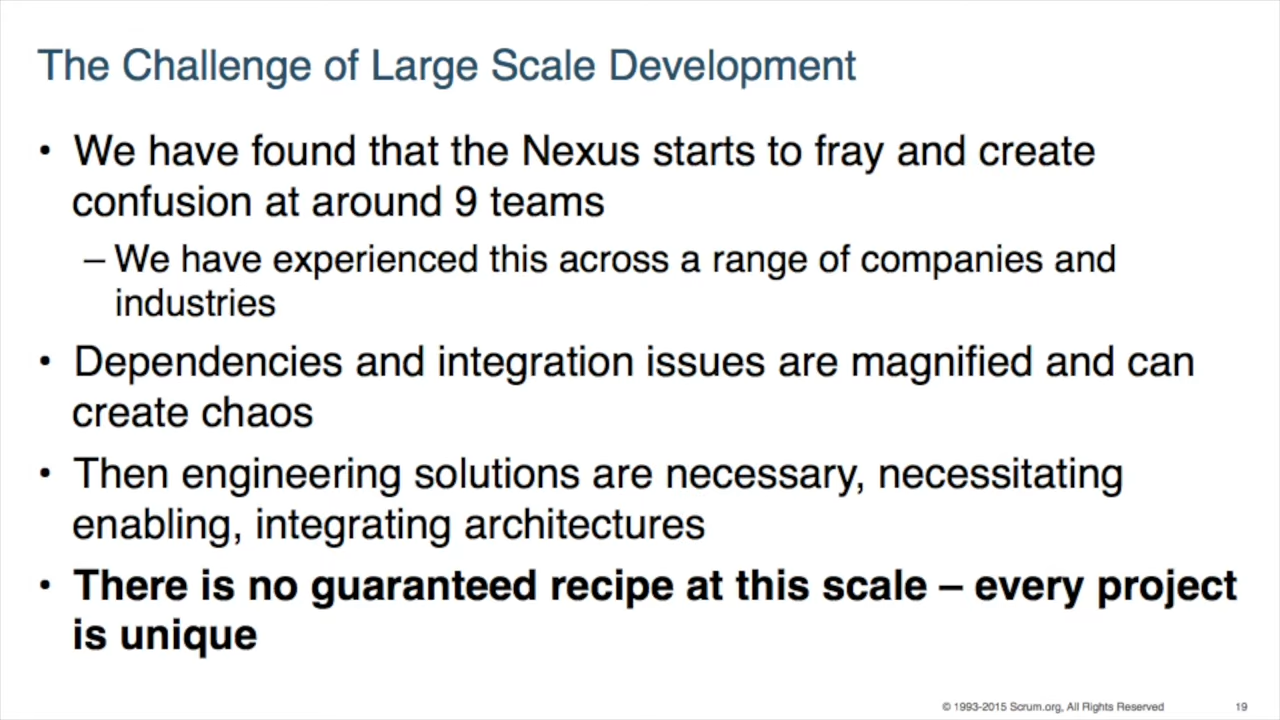 The Challenge of Large Scale Development
• We have found that the Nexus starts to fray and create
confusion at around 9 teams
– We have experienced this across a range of companies and
industries
• Dependencies and integration issues are magnified and can
create chaos
• Then engineering solutions are necessary, necessitating
enabling, integrating architectures
• There is no guaranteed recipe at this scale – every project
is unique
© 1993-2015 Scrum.org, All Rights Reserved 19